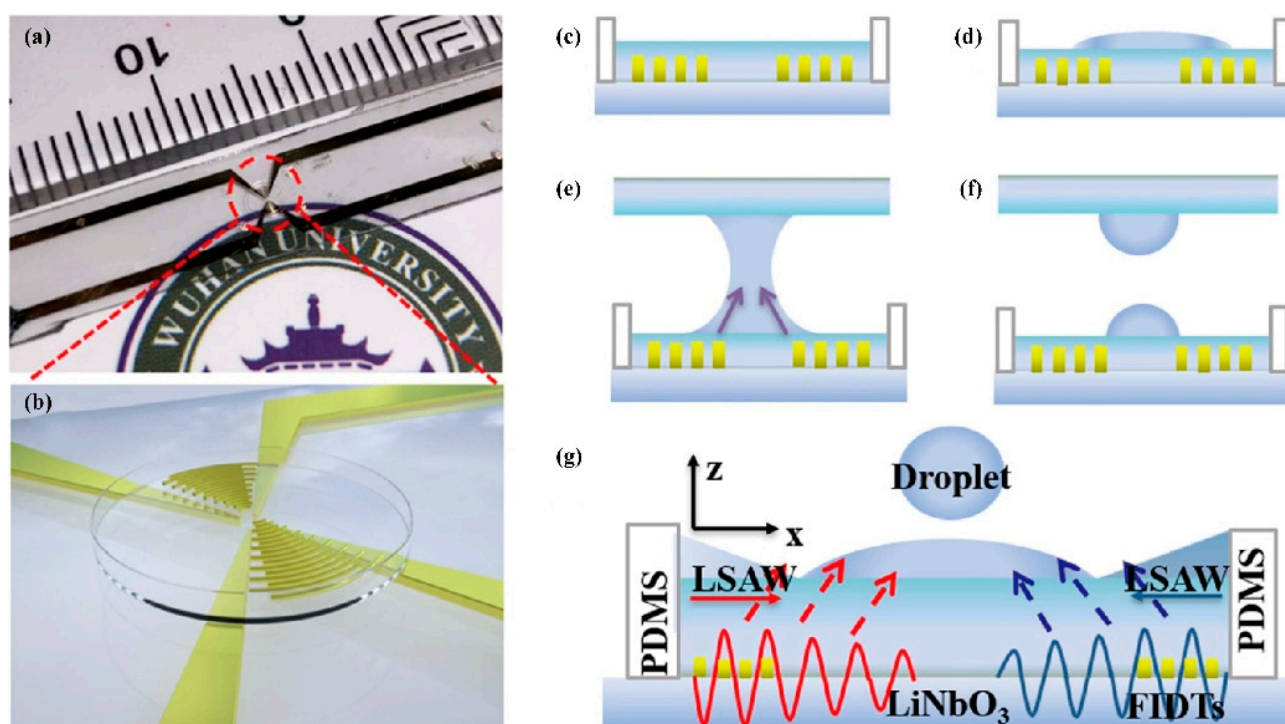 (a)
10
WUHAN UNIVERSITY
(b)
(c)
(d)
(e)
(f)
(g)
Droplet
z
x
PDMS
LSAW
LSAW
PDMS
LiNbO₃
FIDTs